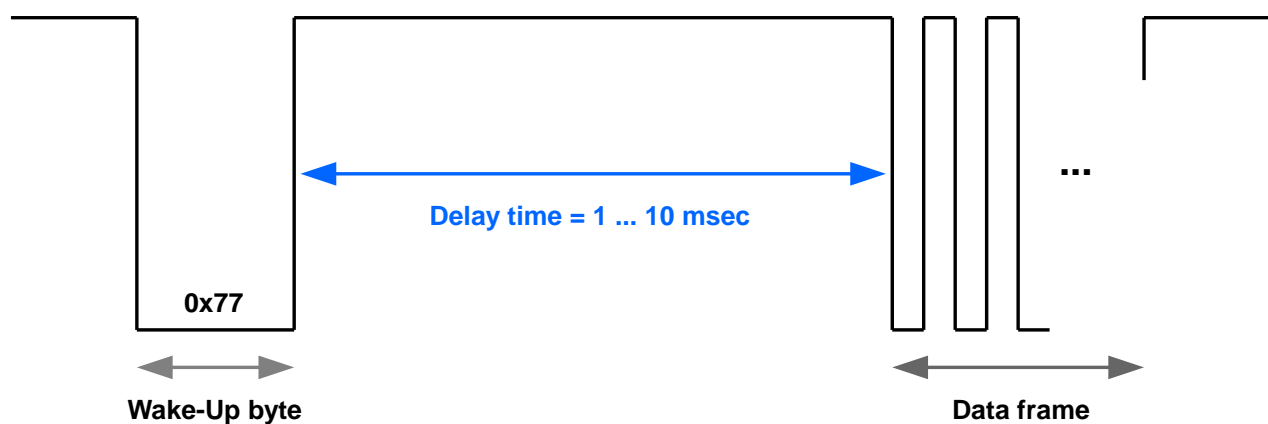 ...
Delay time = 1 ... 10 msec
0x77
Wake-Up byte
Data frame